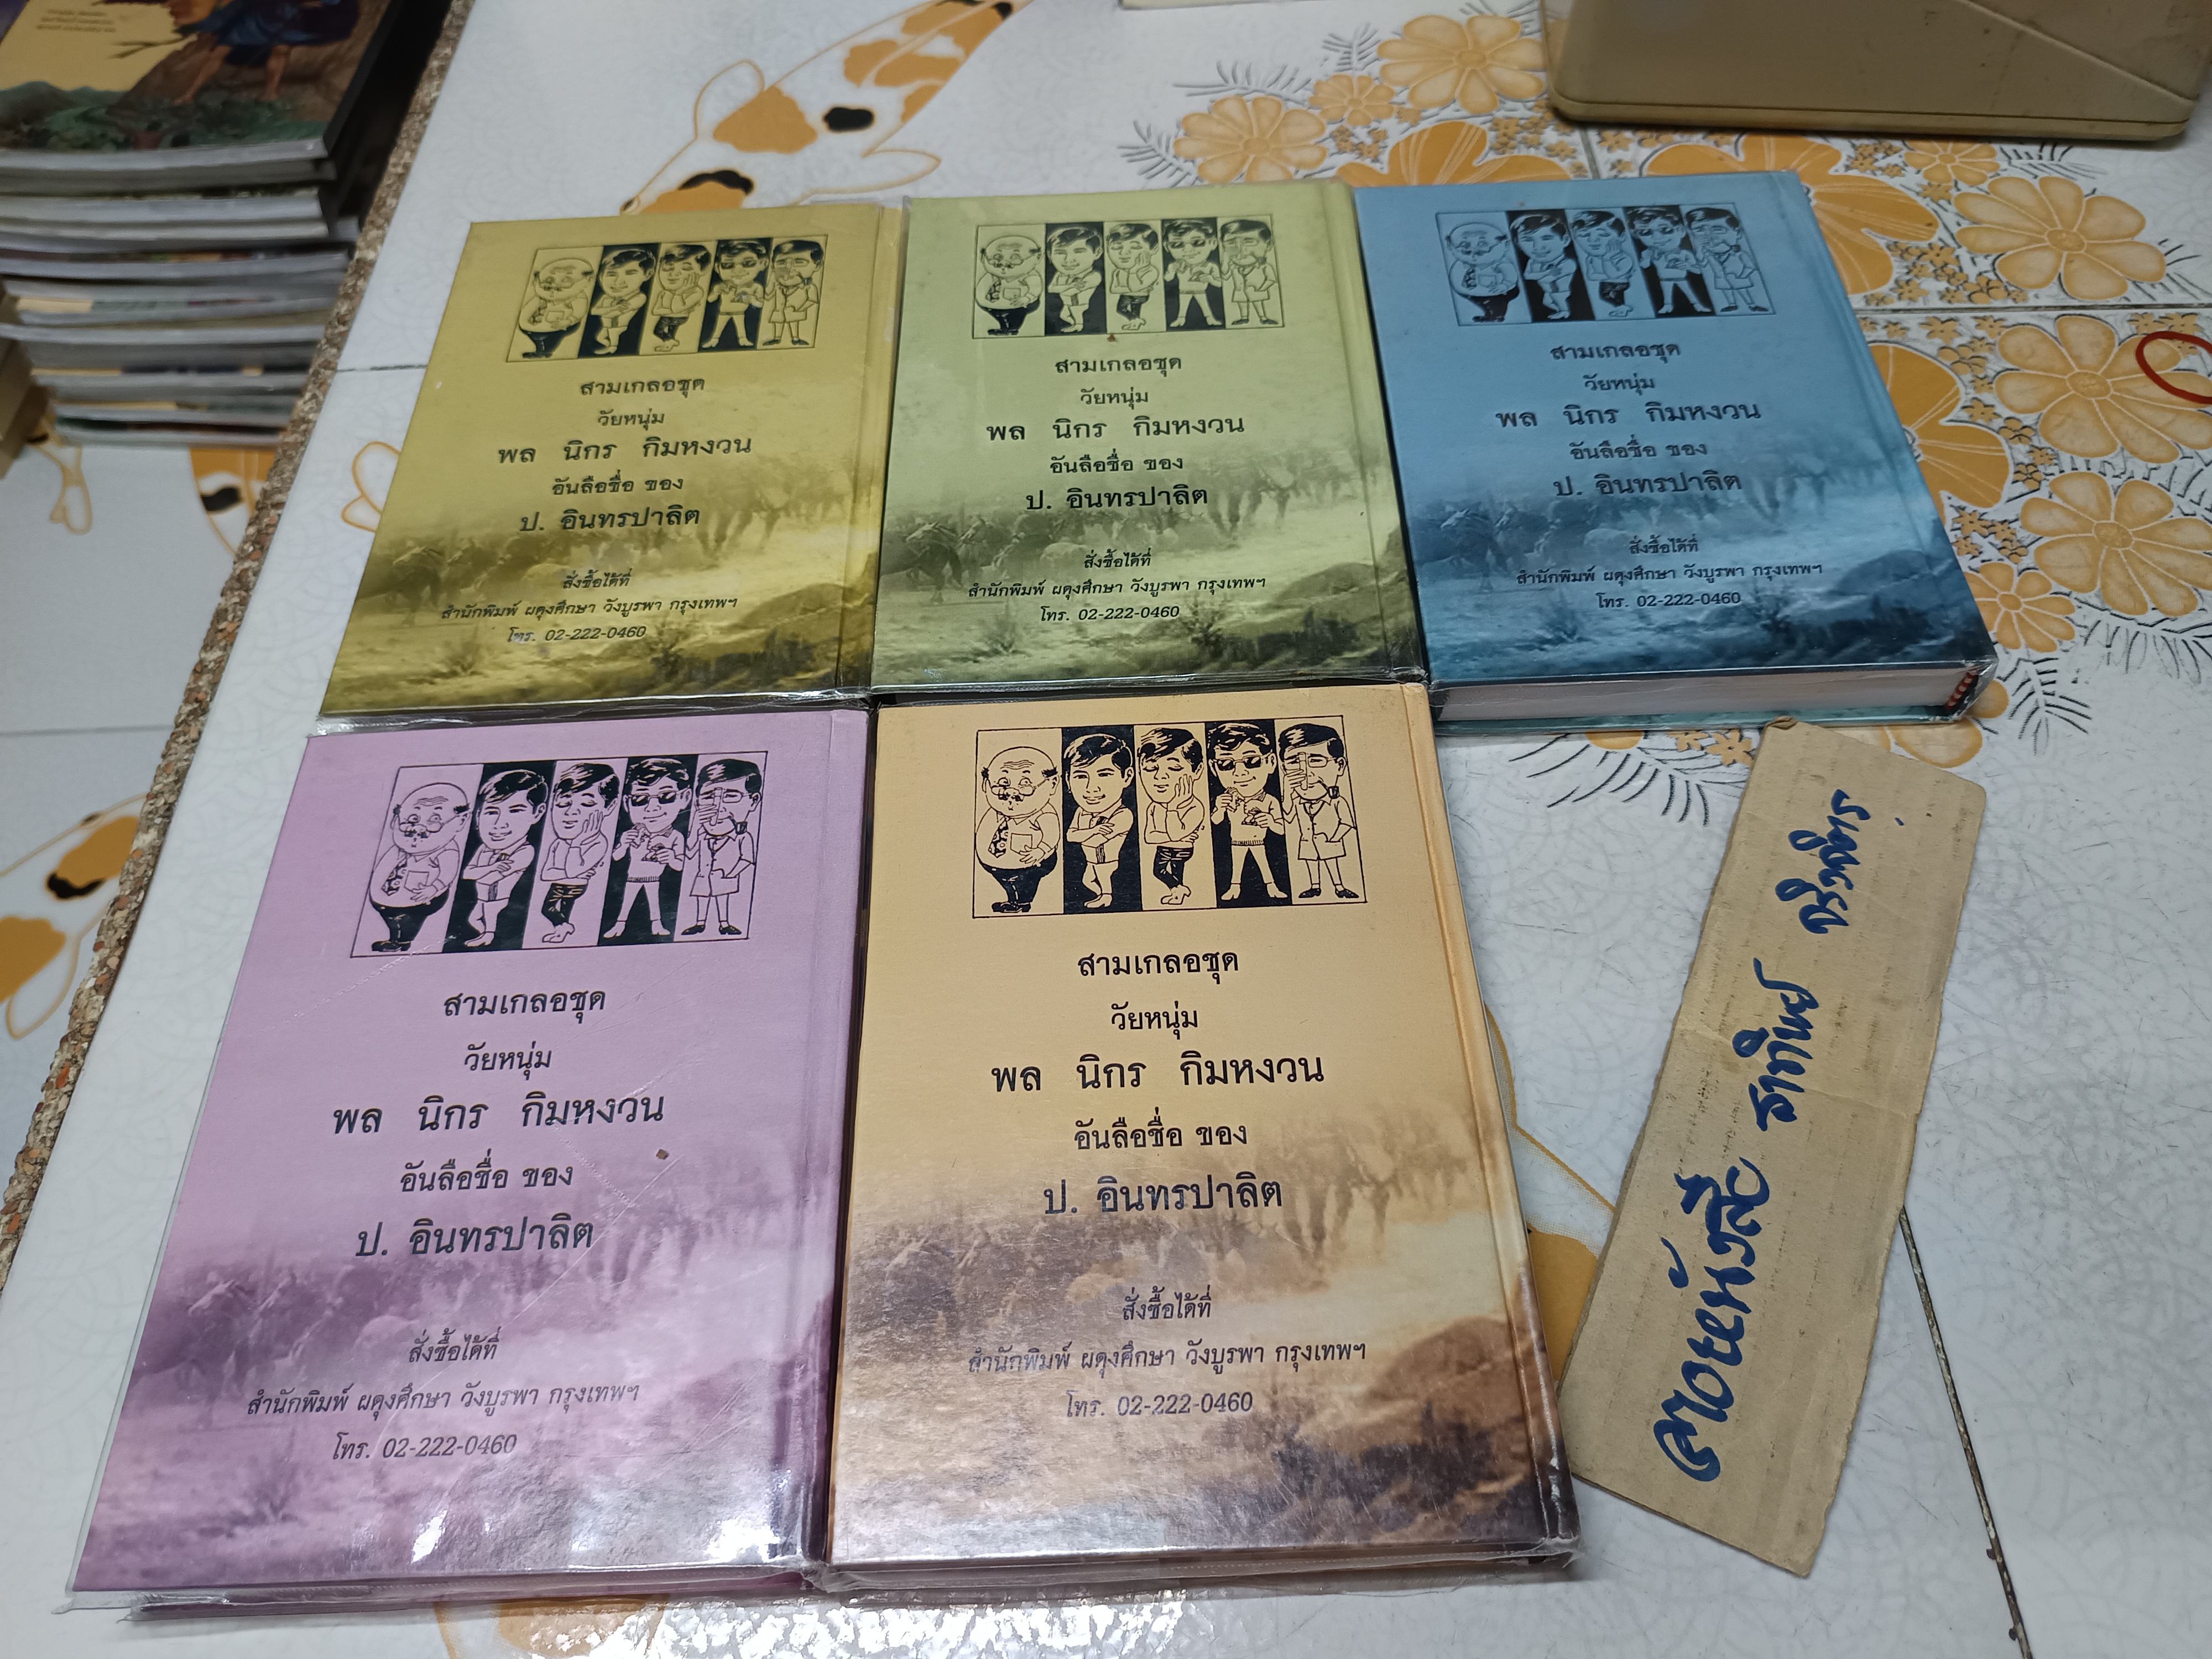 สามเกลอชุด
วัยหนุ่ม
พล นิกร กิมหงวน
อันลือชื่อ ของ
ป. อินทรปาลิต
สั่งซื้อได้ที่
สำนักพิมพ์ ผดุงศึกษา วังบูรพา กรุงเทพฯ
โทร. 02-222-0460
สามเกลอชุด
วัยหนุ่ม
พล นิกร กิมหงวน
อันลือชื่อ ของ
ป. อินทรปาลิต
สั่งซื้อได้ที่
สำนักพิมพ์ ผดุงศึกษา วังบูรพา กรุงเทพฯ
โทร. 02-222-0460
สามเกลอชุด
วัยหนุ่ม
พล นิกร กิมหงวน
อันลือชื่อ ของ
ป. อินทรปาลิต
สั่งซื้อได้ที่
สำนักพิมพ์ ผดุงศึกษา วังบูรพา กรุงเทพฯ
โทร. 02-222-0460
สามเกลอชุด
วัยหนุ่ม
พล นิกร กิมหงวน
อันลือชื่อ ของ
ป. อินทรปาลิต
สั่งซื้อได้ที่
สำนักพิมพ์ ผดุงศึกษา วังบูรพา กรุงเทพฯ
โทร. 02-222-0460
สามเกลอชุด
วัยหนุ่ม
พล นิกร กิมหงวน
อันลือชื่อ ของ
ป. อินทรปาลิต
สั่งซื้อได้ที่
สำนักพิมพ์ ผดุงศึกษา วังบูรพา กรุงเทพฯ
โทร. 02-222-0460